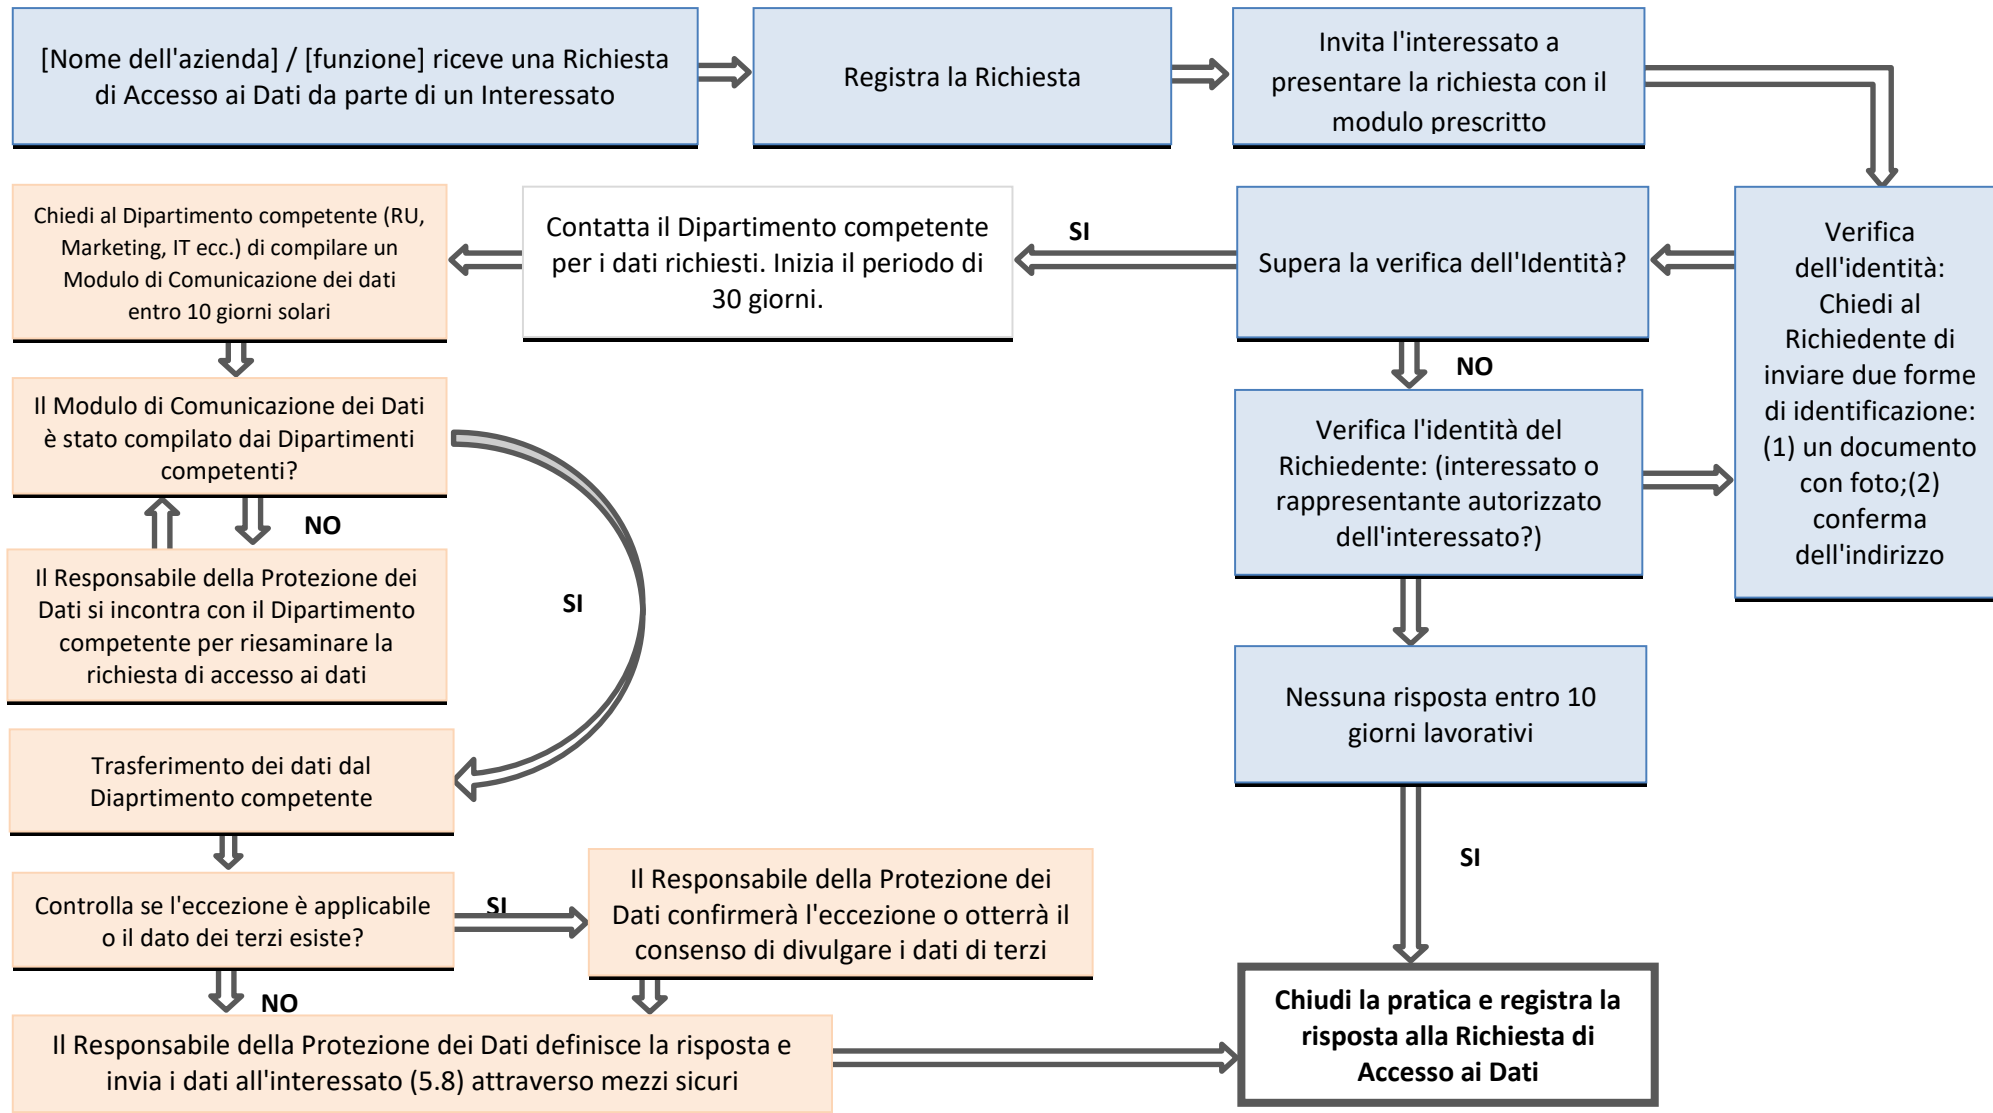 [Nome dell'azienda] / [funzione] riceve una Richiesta
di Accesso ai Dati da parte di un Interessato
Registra la Richiesta
Invita l'interessato a
presentare la richiesta con il
modulo prescritto
Verifica
dell'identità:
Chiedi al
Richiedente di
inviare due forme
di identificazione:
(1) un documento
con foto;(2)
conferma
dell'indirizzo
Supera la verifica dell'Identità?
SI
Contatta il Dipartimento competente
per i dati richiesti. Inizia il periodo di
30 giorni.
Chiedi al Dipartimento competente (RU,
Marketing, IT ecc.) di compilare un
Modulo di Comunicazione dei dati
entro 10 giorni solari
NO
Verifica l'identità del
Richiedente: (interessato o
rappresentante autorizzato
dell'interessato?)
Nessuna risposta entro 10
giorni lavorativi
SI
Il Modulo di Comunicazione dei Dati
è stato compilato dai Dipartimenti
competenti?
NO
Il Responsabile della Protezione dei
Dati si incontra con il Dipartimento
competente per riesaminare la
richiesta di accesso ai dati
SI
Trasferimento dei dati dal
Diaprtimento competente
Controlla se l'eccezione è applicabile
o il dato dei terzi esiste?
SI
Il Responsabile della Protezione dei
Dati confirmerà l'eccezione o otterrà il
consenso di divulgare i dati di terzi
NO
Il Responsabile della Protezione dei Dati definisce la risposta e
invia i dati all'interessato (5.8) attraverso mezzi sicuri
Chiudi la pratica e registra la
risposta alla Richiesta di
Accesso ai Dati